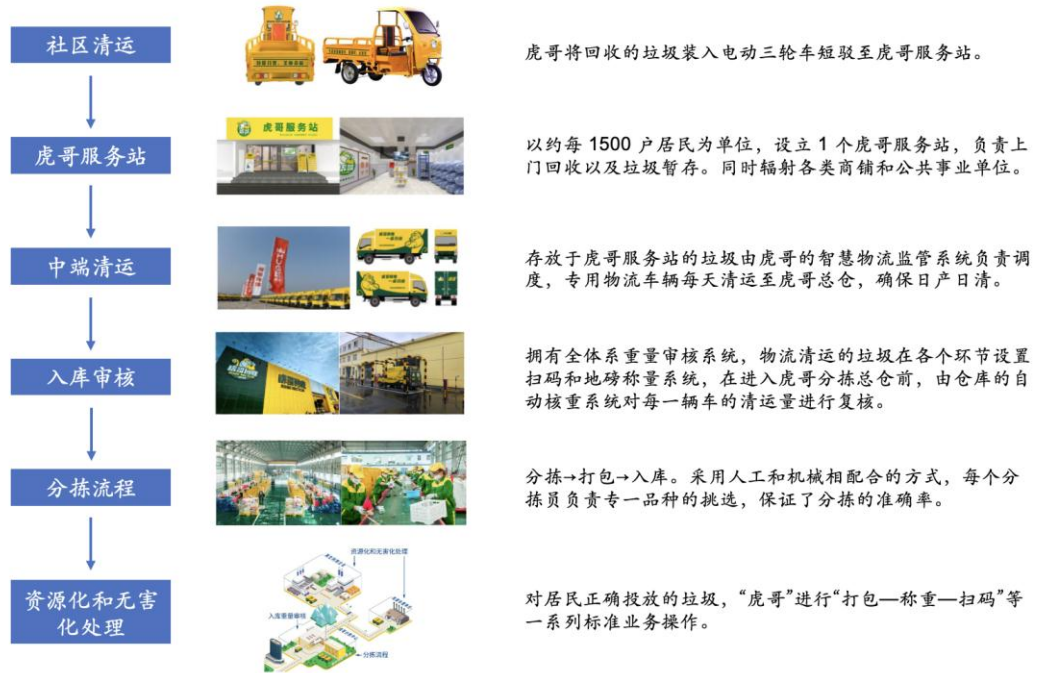 社区清运
虎哥将回收的垃圾装入电动三轮车短驳至虎哥服务站。
虎哥服务站
虎哥服务站
以约每 1500 户居民为单位，设立 1 个虎哥服务站，负责上
门回收以及垃圾暂存。同时辐射各类商铺和公共事业单位。
中端清运
存放于虎哥服务站的垃圾由虎哥的智慧物流监管系统负责调
度，专用物流车辆每天清运至虎哥总仓，确保日产日清。
入库审核
拥有全体系重量审核系统，物流清运的垃圾在各个环节设置
扫码和地磅称量系统，在进入虎哥分拣总仓前，由仓库的自
动核重系统对每一辆车的清运量进行复核。
分拣流程
分拣→打包→入库。采用人工和机械相配合的方式，每个分
拣员负责专一品种的挑选，保证了分拣的准确率。
资源化和无害
化处理
资源化和无害化处理
入库重量审核
分拣流程
对居民正确投放的垃圾，“虎哥”进行“打包—称重—扫码”等
一系列标准业务操作。